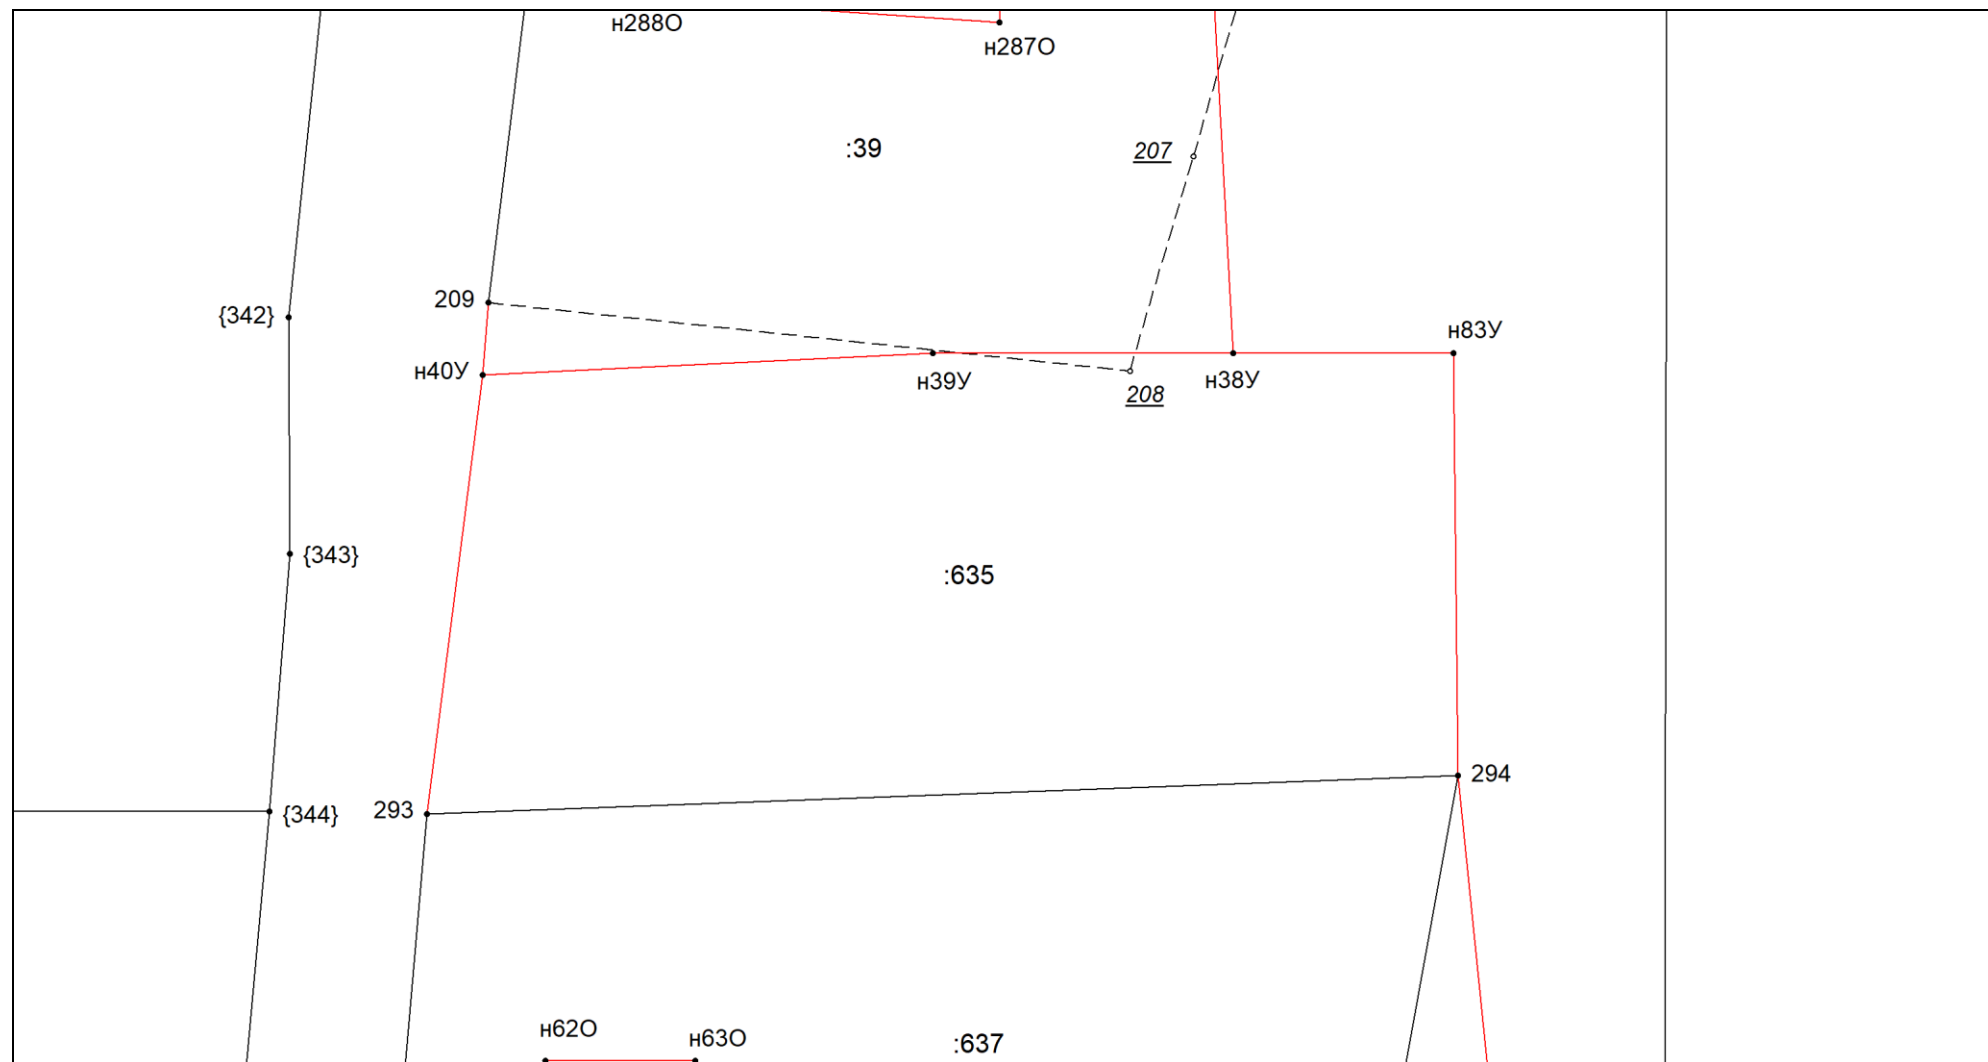 н288О
н287О
:39
207
209
{342}
н83У
н40У
н39У
н38У
208
{343}
:635
294
293
{344}
н62О
н63О
:637